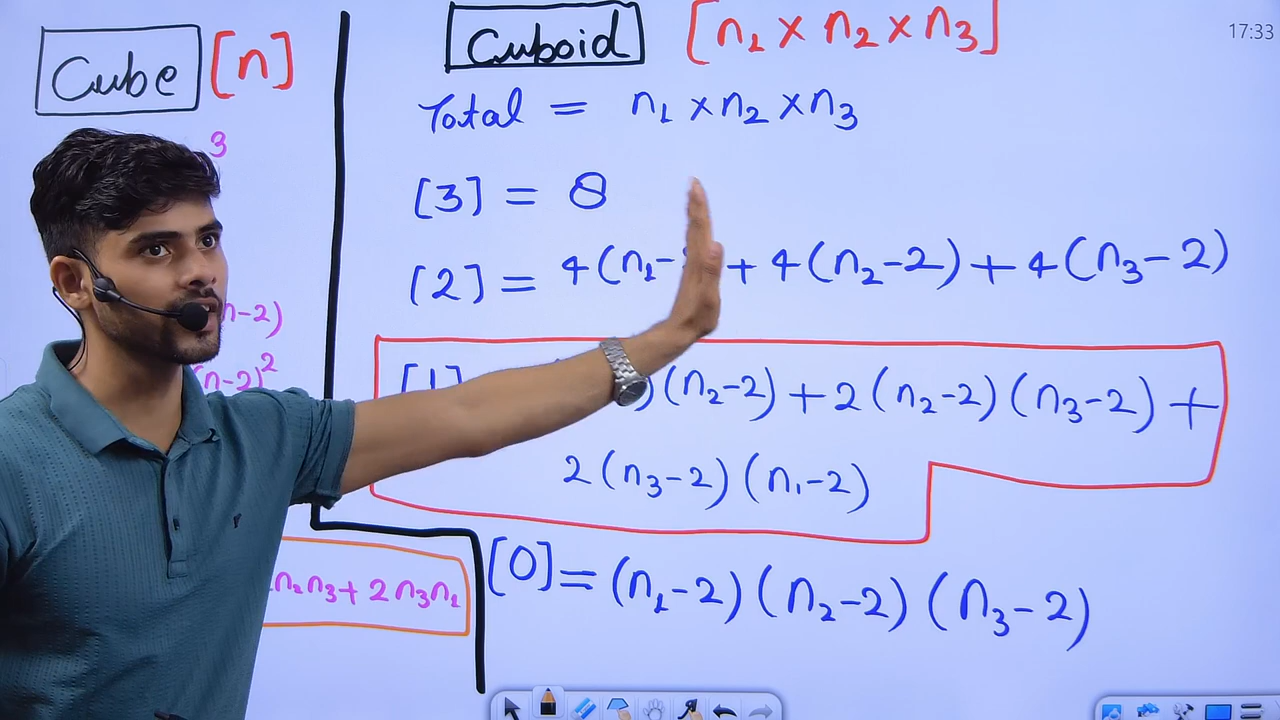 17:33
Cube [n]
3
n-2)
(n-2)²
n₂n₃ + 2n₃n₁
Cuboid [n₁ × n₂ × n₃]
Total = n₁ × n₂ × n₃
[3] = 8
[2] = 4(n₁- + 4(n₂-2) + 4(n₃-2)
[1] )(n₂-2) + 2(n₂-2)(n₃-2) +
2(n₃-2)(n₁-2)
[0] = (n₁-2)(n₂-2)(n₃-2)